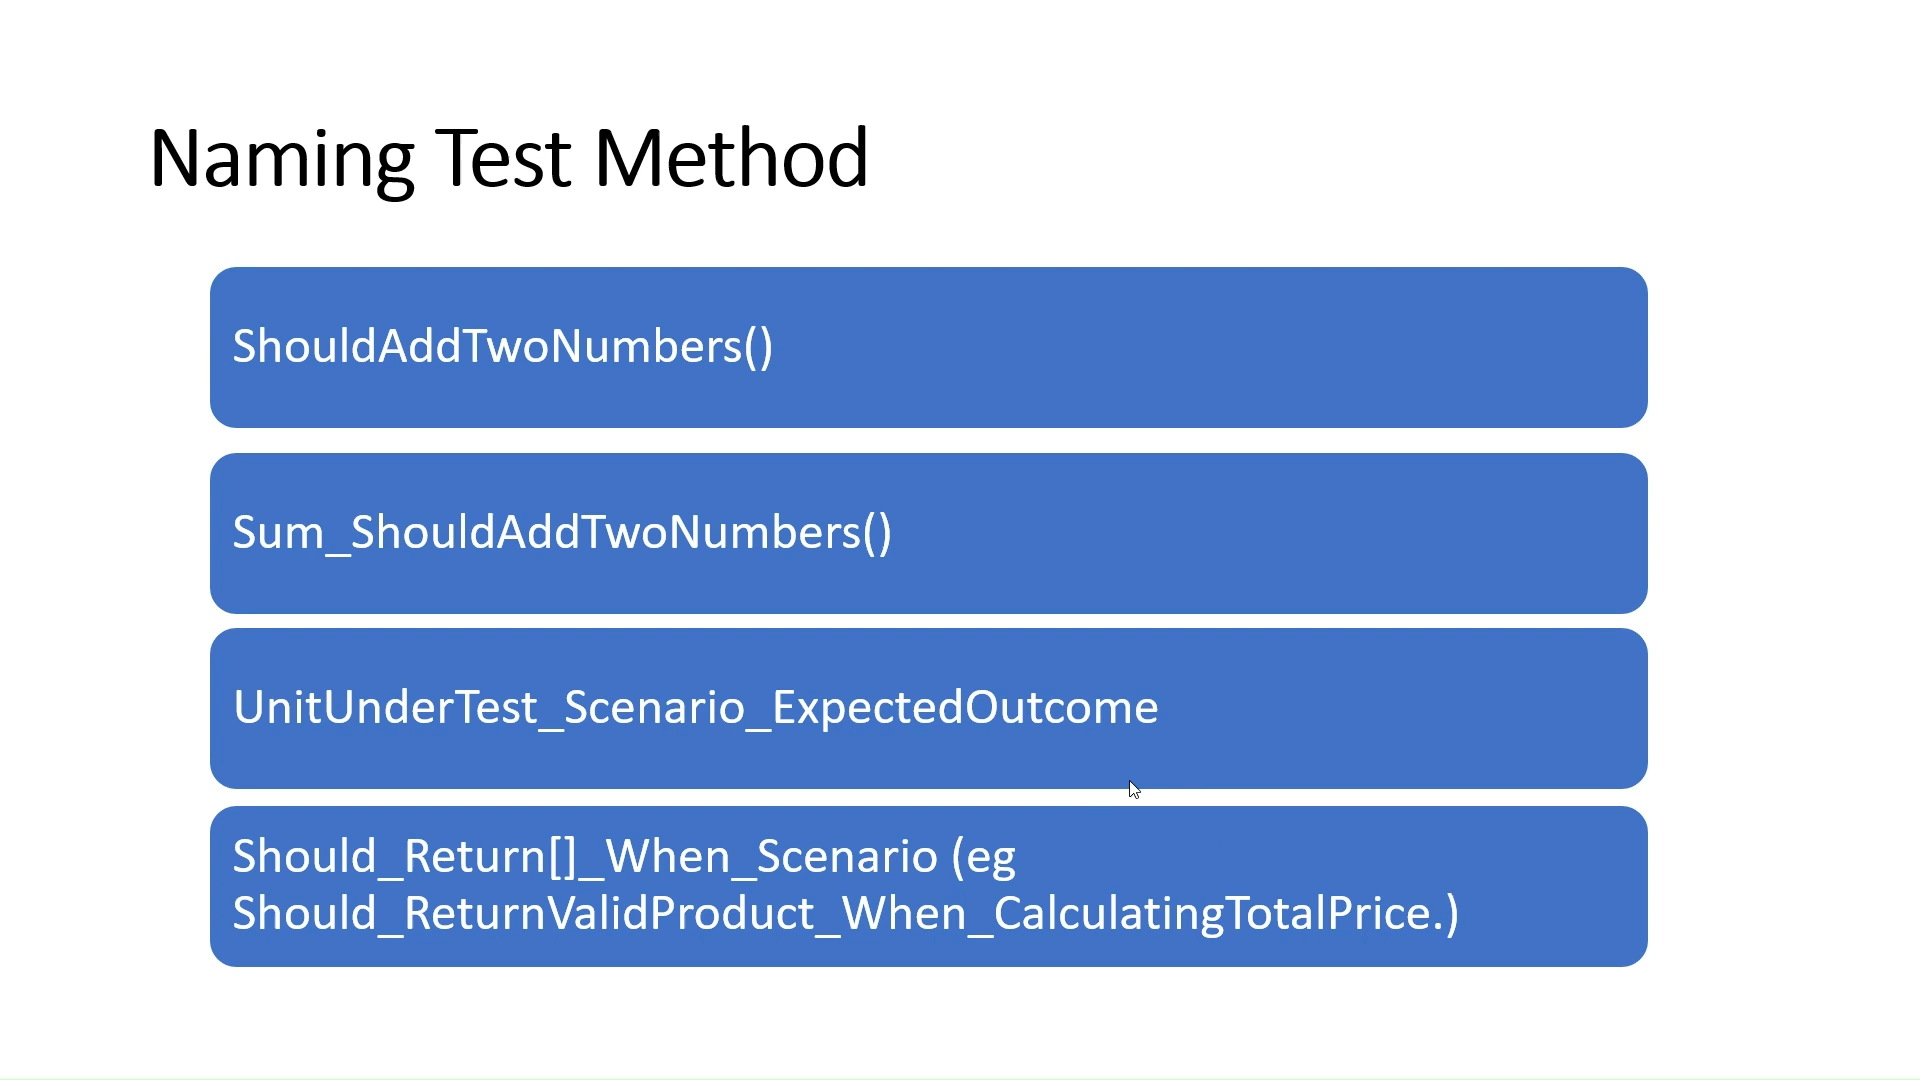 Naming Test Method
ShouldAddTwoNumbers()
Sum_ShouldAddTwoNumbers()
UnitUnderTest_Scenario_ExpectedOutcome
Should_Return[]_When_Scenario (eg
Should_ReturnValidProduct_When_CalculatingTotalPrice.)